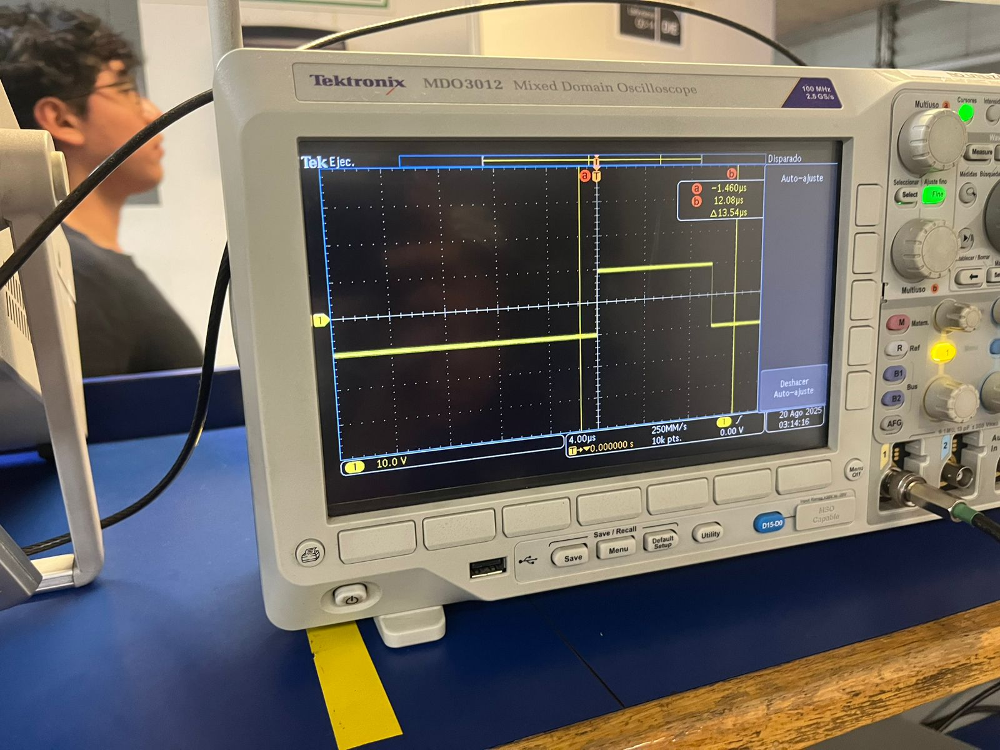 Tektronix MDO3012 Mixed Domain Oscilloscope
100 MHz
2.5 GS/s
Multiuso a
Cursores
Measure
Seleccionar
Ajuste fino
Select
Fine
Medidas
Multiuso b
M Matem.
R Ref
B1
Bus
B2
AFG
1
1
2
Tek Ejec.
Disparado
T
a T
b
a -1.460µs
b 12.08µs
Δ13.54µs
Auto-ajuste
1
Deshacer
Auto-ajuste
1 10.0 V
4.00µs
T→▼0.000000 s
250MM/s
10k pts.
1
0.00 V
20 Ago 2025
03:14:16
Menu
Off
Save / Recall
Save
Menu
Default
Setup
Utility
D15-D0
MSO
Capable